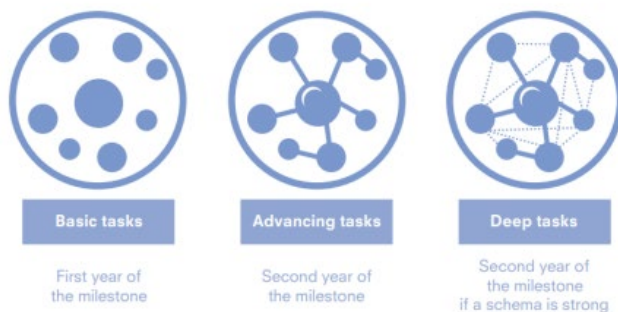 Basic tasks
First year of
the milestone
Advancing tasks
Second year of
the milestone
Deep tasks
Second year of
the milestone
if a schema is strong